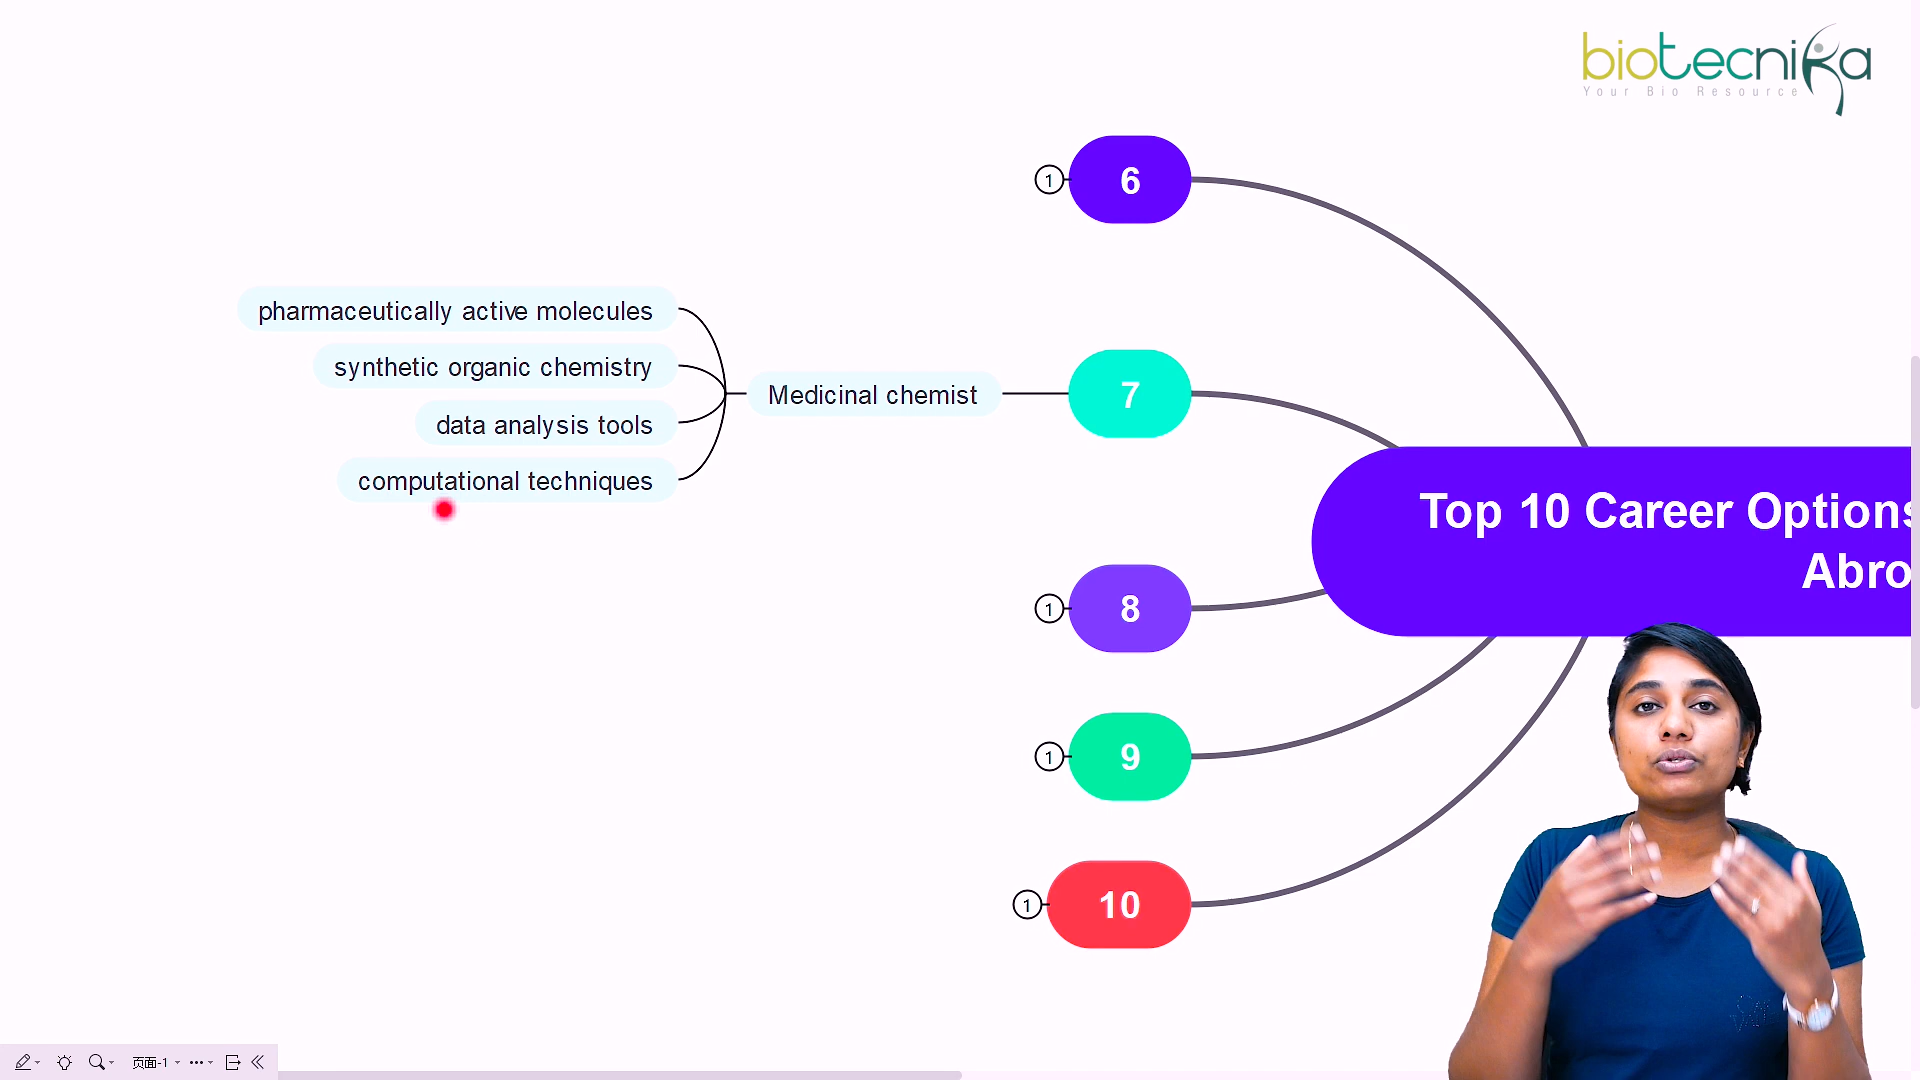 biotecnika
Your Bio Resource
1
6
pharmaceutically active molecules
synthetic organic chemistry
data analysis tools
computational techniques
Medicinal chemist
7
Top 10 Career Options
Abro
1
8
1
9
1
10
页面-1